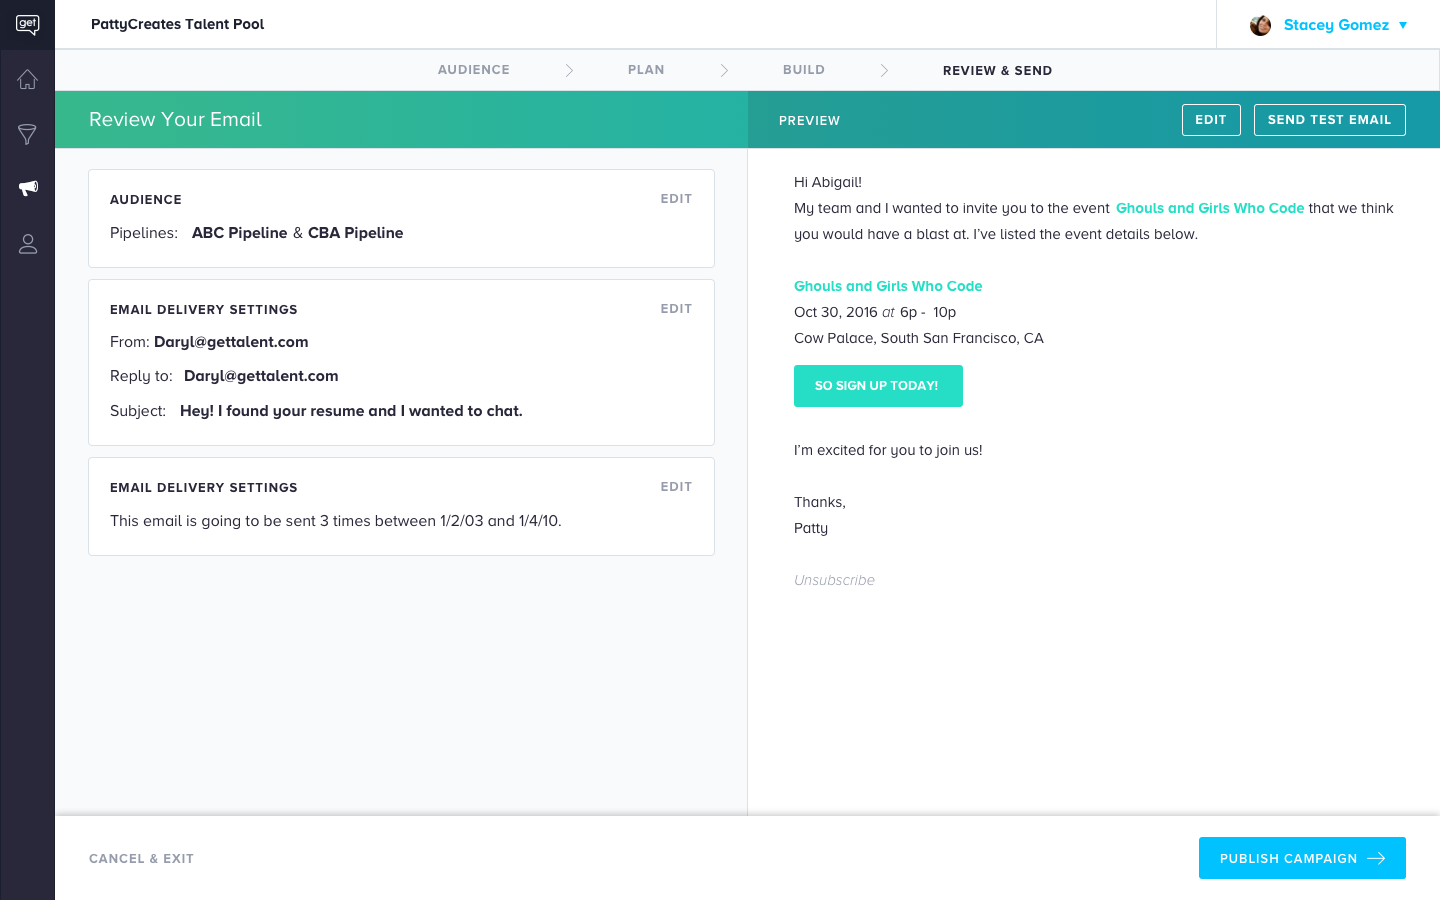 get
PattyCreates Talent Pool
Stacey Gomez
AUDIENCE
PLAN
BUILD
REVIEW & SEND
Review Your Email
PREVIEW
EDIT
SEND TEST EMAIL
AUDIENCE
EDIT
Pipelines: ABC Pipeline & CBA Pipeline
EMAIL DELIVERY SETTINGS
EDIT
From: Daryl@gettalent.com
Reply to: Daryl@gettalent.com
Subject: Hey! I found your resume and I wanted to chat.
EMAIL DELIVERY SETTINGS
EDIT
This email is going to be sent 3 times between 1/2/03 and 1/4/10.
Hi Abigail!
My team and I wanted to invite you to the event Ghouls and Girls Who Code that we think
you would have a blast at. I’ve listed the event details below.
Ghouls and Girls Who Code
Oct 30, 2016 at 6p - 10p
Cow Palace, South San Francisco, CA
SO SIGN UP TODAY!
I’m excited for you to join us!
Thanks,
Patty
Unsubscribe
CANCEL & EXIT
PUBLISH CAMPAIGN